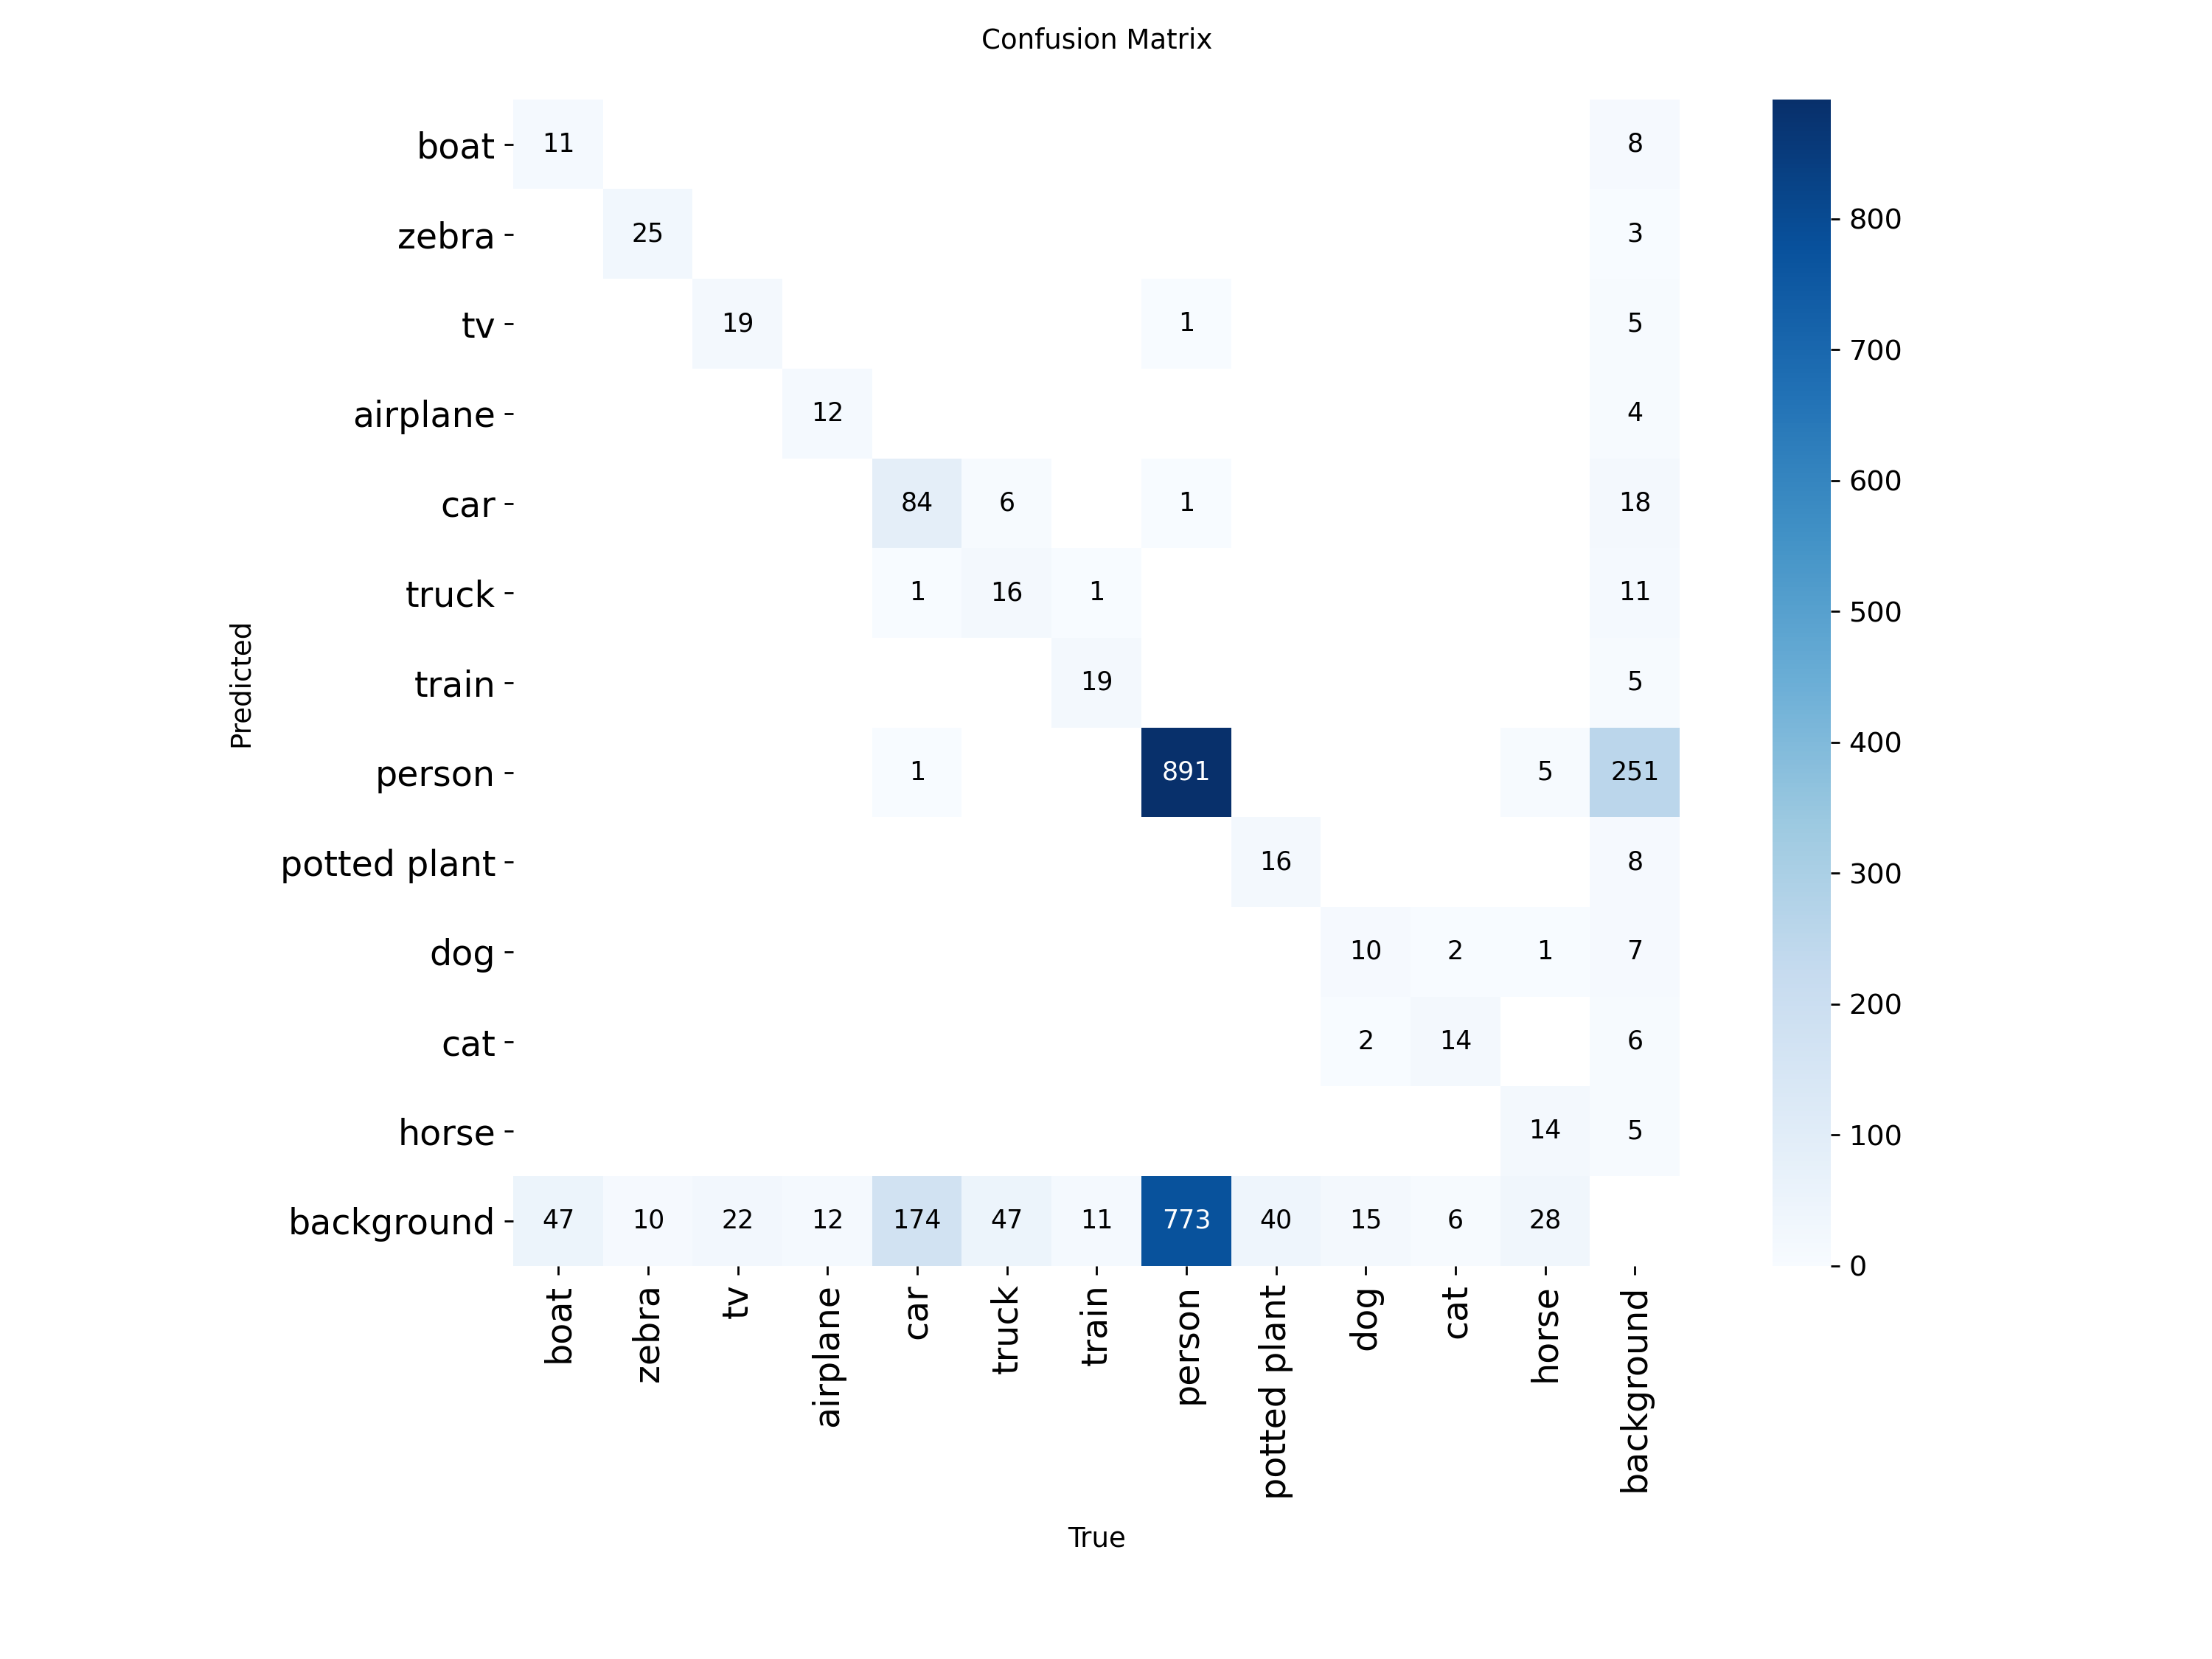 Confusion Matrix
boat 11 8
zebra 25 3
tv 19 1 5
airplane 12 4
car 84 6 1 18
truck 1 16 1 11
train 19 5
person 1 891 5 251
potted plant 16 8
dog 10 2 1 7
cat 2 14 6
horse 14 5
background 47 10 22 12 174 47 11 773 40 15 6 28
Predicted
boat zebra tv airplane car truck train person potted plant dog cat horse background
True
800
700
600
500
400
300
200
100
0